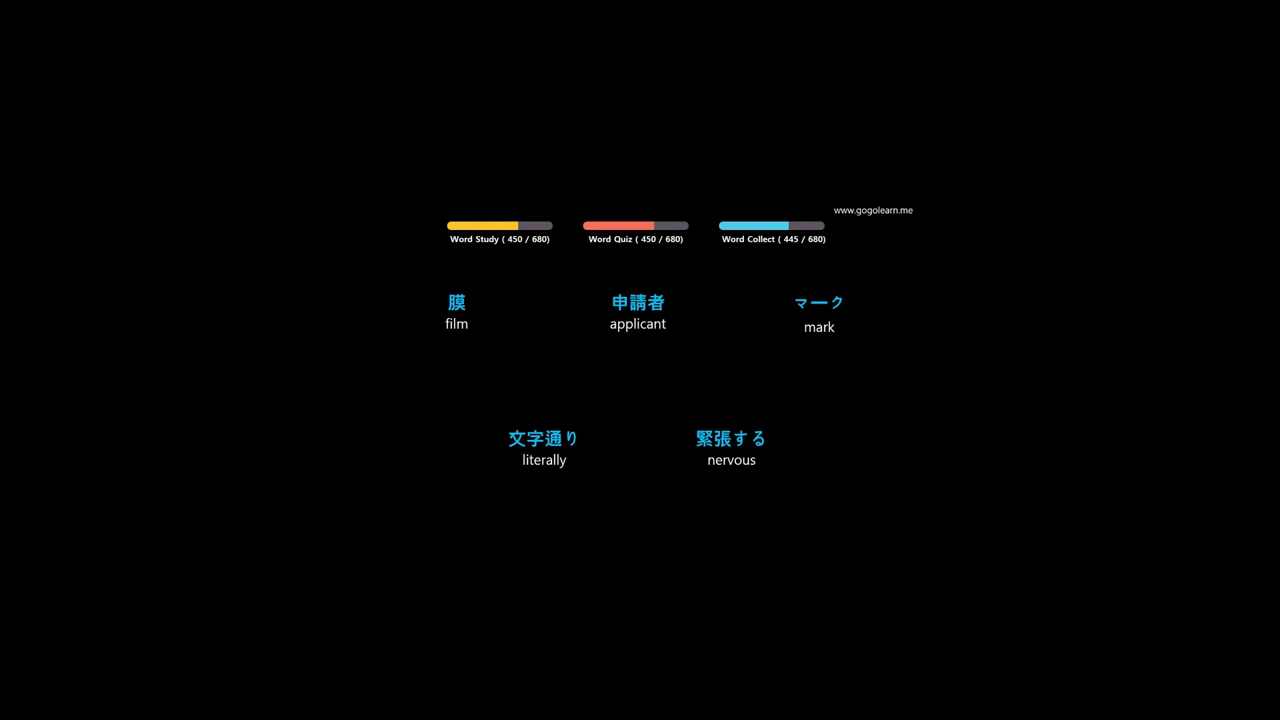 www.gogolearn.me
Word Study ( 450 / 680)
Word Quiz ( 450 / 680)
Word Collect ( 445 / 680)
膜
film
申請者
applicant
マーク
mark
文字通り
literally
緊張する
nervous